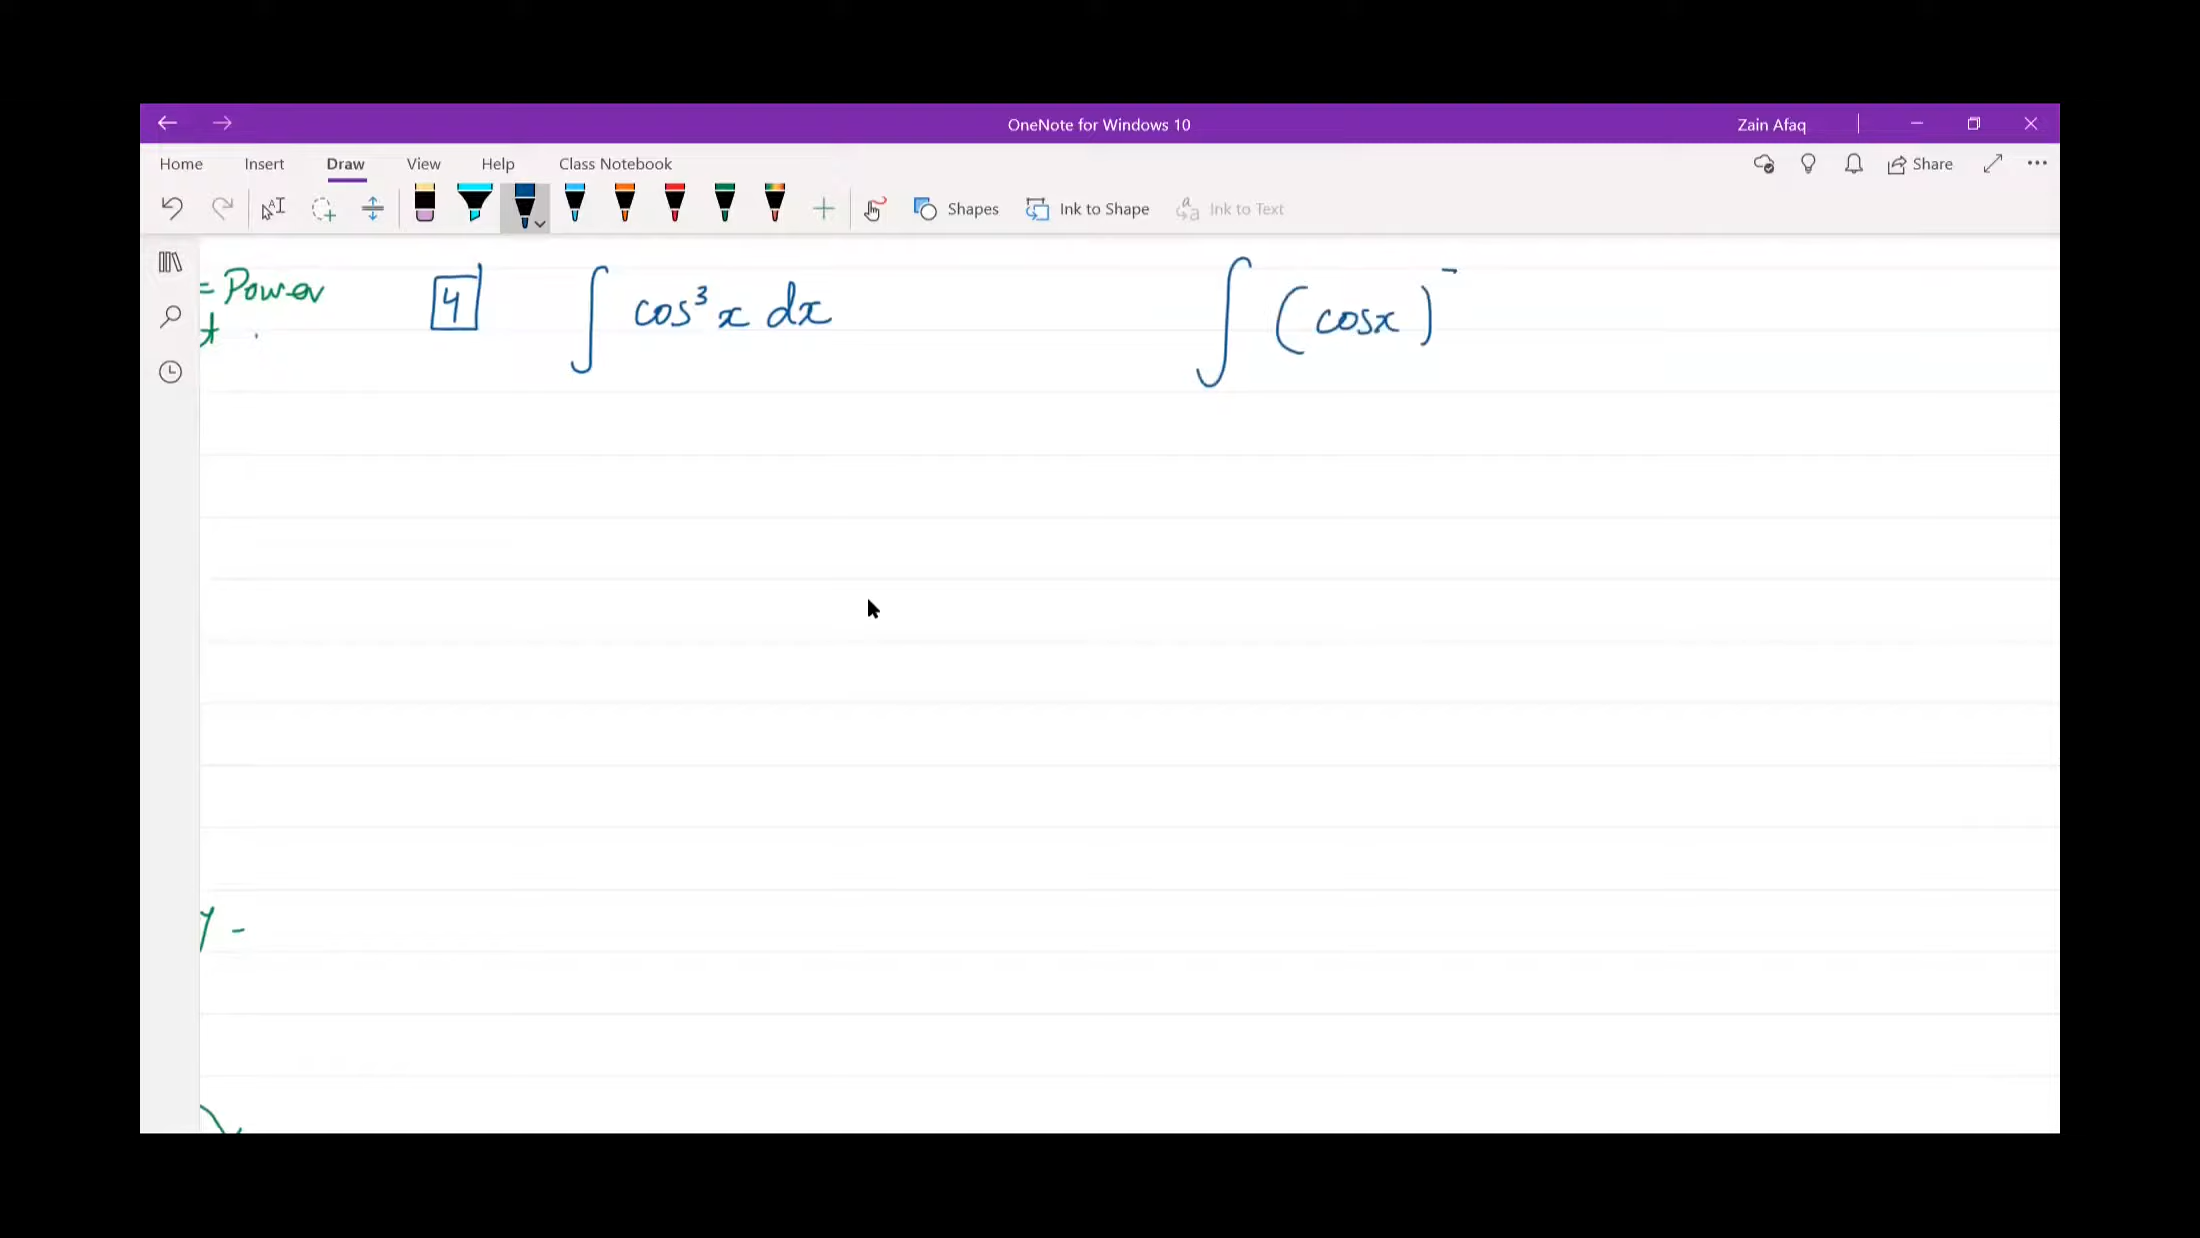 OneNote for Windows 10
Zain Afaq
Home Insert Draw View Help Class Notebook
Share
Shapes Ink to Shape Ink to Text
= Power
t .
4 ∫ cos³ x dx
∫ (cosx)⁻
y -